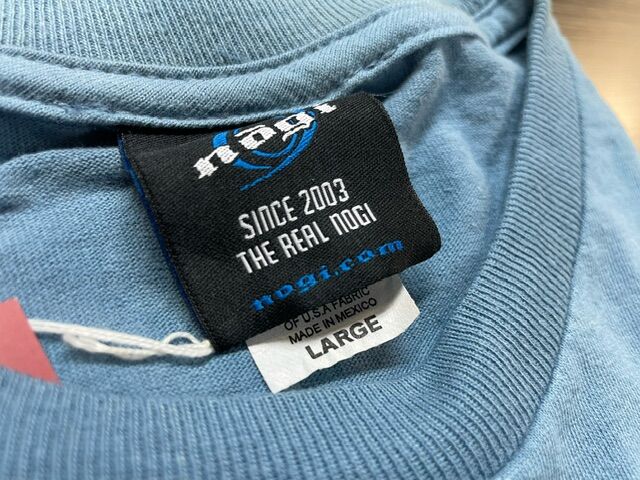 nogi
SINCE 2003
THE REAL NOGI
nogi.com
OF U.S.A FABRIC
MADE IN MEXICO
LARGE